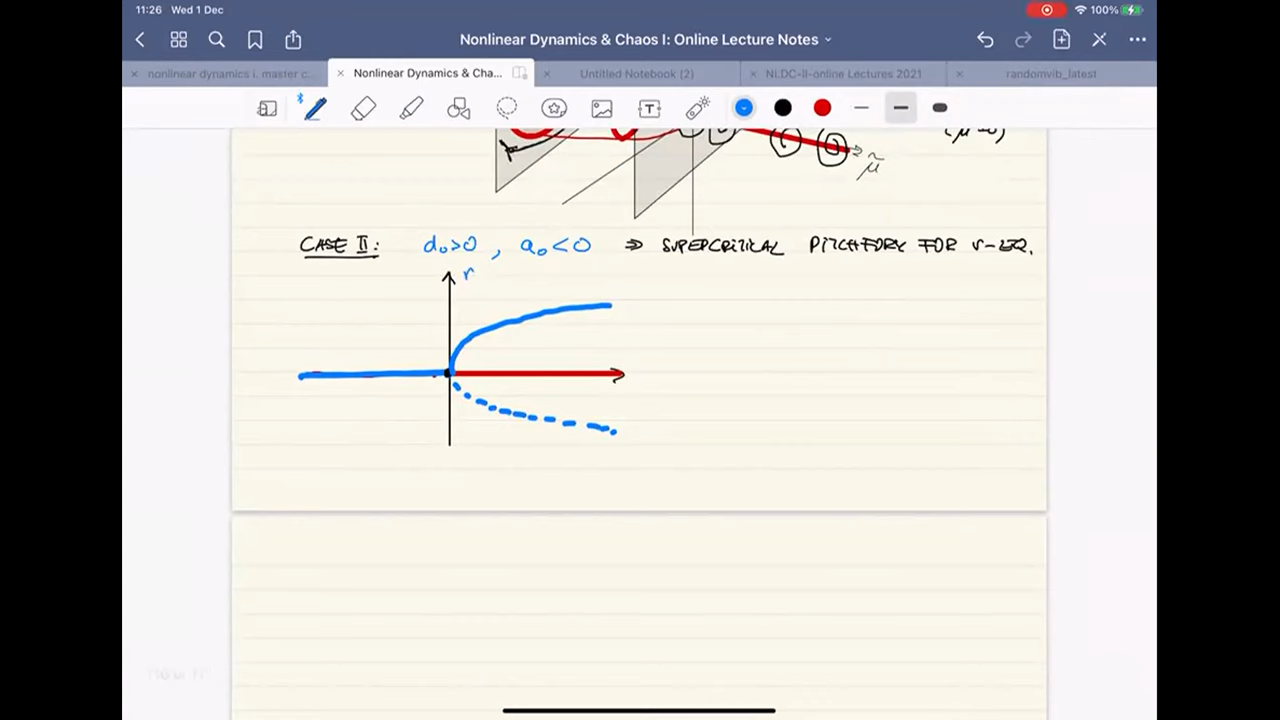 11:26 Wed 1 Dec 100%
Nonlinear Dynamics & Chaos I: Online Lecture Notes
nonlinear dynamics i. master c... Nonlinear Dynamics & Cha... Untitled Notebook (2) NLDC-II-online Lectures 2021 randomvib_latest
μ̃
CASE II: d₀>0 , a₀<0 ⇒ SUPERCRITICAL PITCHFORK FOR r-EQ.
r